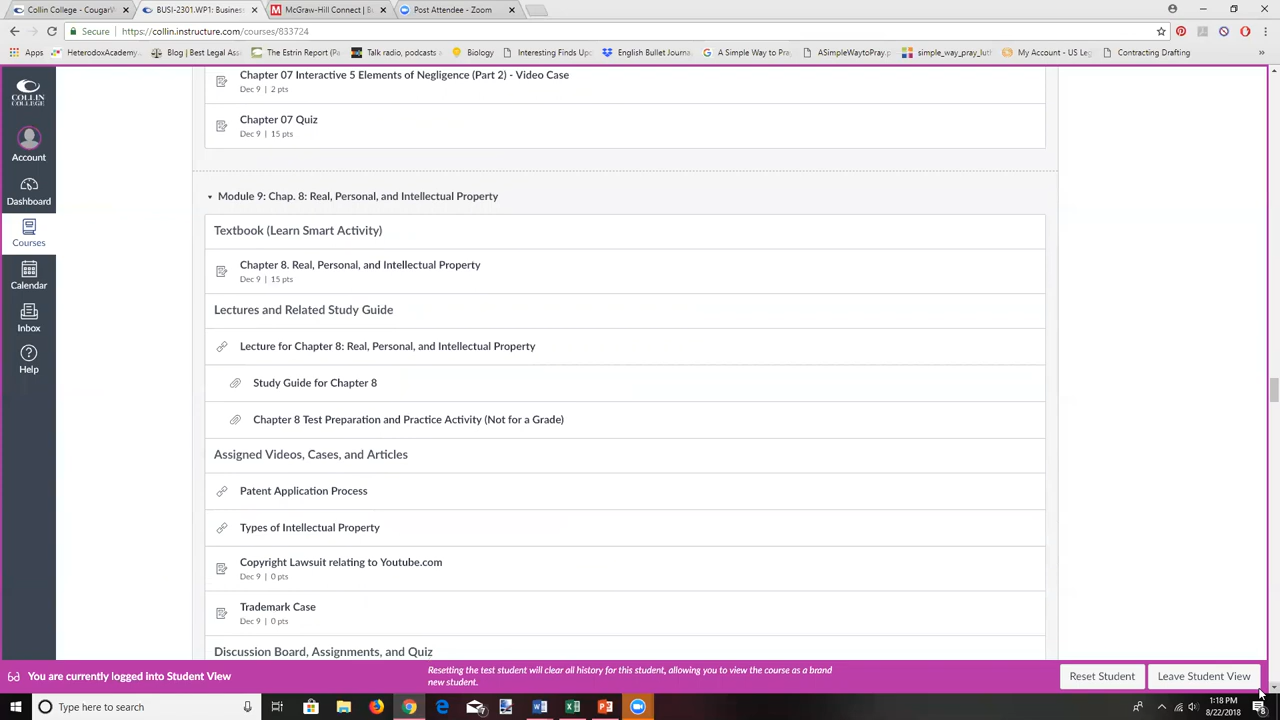 Collin College - CougarW
BUSI-2301.WP1: Business
McGraw-Hill Connect | Bu
Post Attendee - Zoom
Secure | https://collin.instructure.com/courses/833724
Apps
HeterodoxAcademy.
Blog | Best Legal Ass
The Estrin Report (Pa
Talk radio, podcasts
Biology
Interesting Finds Up
English Bullet Journa
Simple Way to Pray
ASimpleWaytoPray.p
simple_way_pray_lut
My Account - US Le
Contracting Drafting
»
COLLIN COLLEGE
Account
Dashboard
Courses
Calendar
Inbox
Help
Chapter 07 Interactive 5 Elements of Negligence (Part 2) - Video Case
Dec 9 | 2 pts
Chapter 07 Quiz
Dec 9 | 15 pts
Module 9: Chap. 8: Real, Personal, and Intellectual Property
Textbook (Learn Smart Activity)
Chapter 8. Real, Personal, and Intellectual Property
Dec 9 | 15 pts
Lectures and Related Study Guide
Lecture for Chapter 8: Real, Personal, and Intellectual Property
Study Guide for Chapter 8
Chapter 8 Test Preparation and Practice Activity (Not for a Grade)
Assigned Videos, Cases, and Articles
Patent Application Process
Types of Intellectual Property
Copyright Lawsuit relating to Youtube.com
Dec 9 | 0 pts
Trademark Case
Dec 9 | 0 pts
Discussion Board, Assignments, and Quiz
You are currently logged into Student View
Resetting the test student will clear all history for this student, allowing you to view the course as a brand
new student.
Reset Student
Leave Student View
Type here to search
1:18 PM
8/22/2018